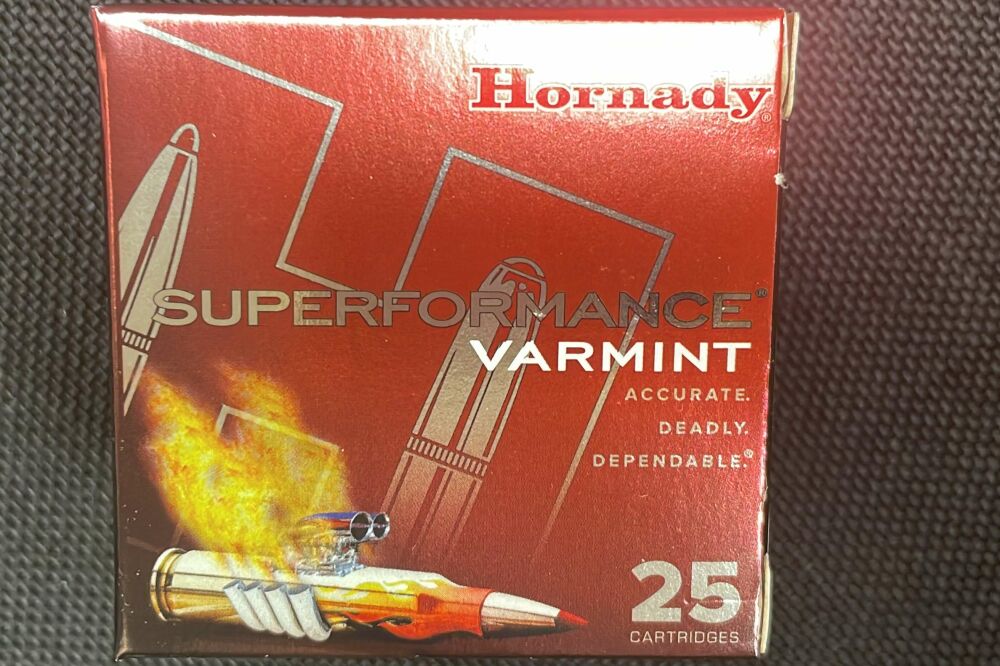 Hornady®
SUPERFORMANCE®
VARMINT
ACCURATE.
DEADLY.
DEPENDABLE.®
25
CARTRIDGES